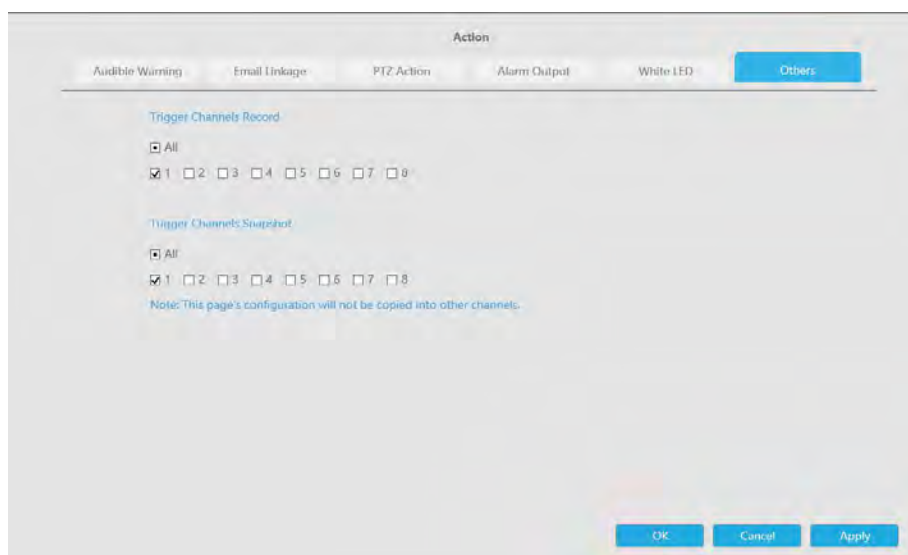 Action
Audible Warning Email Linkage PTZ Action Alarm Output White LED Others
Trigger Channels Record
All
1 2 3 4 5 6 7 8
Trigger Channels Snapshot
All
1 2 3 4 5 6 7 8
Note: This page's configuration will not be copied into other channels.
OK Cancel Apply